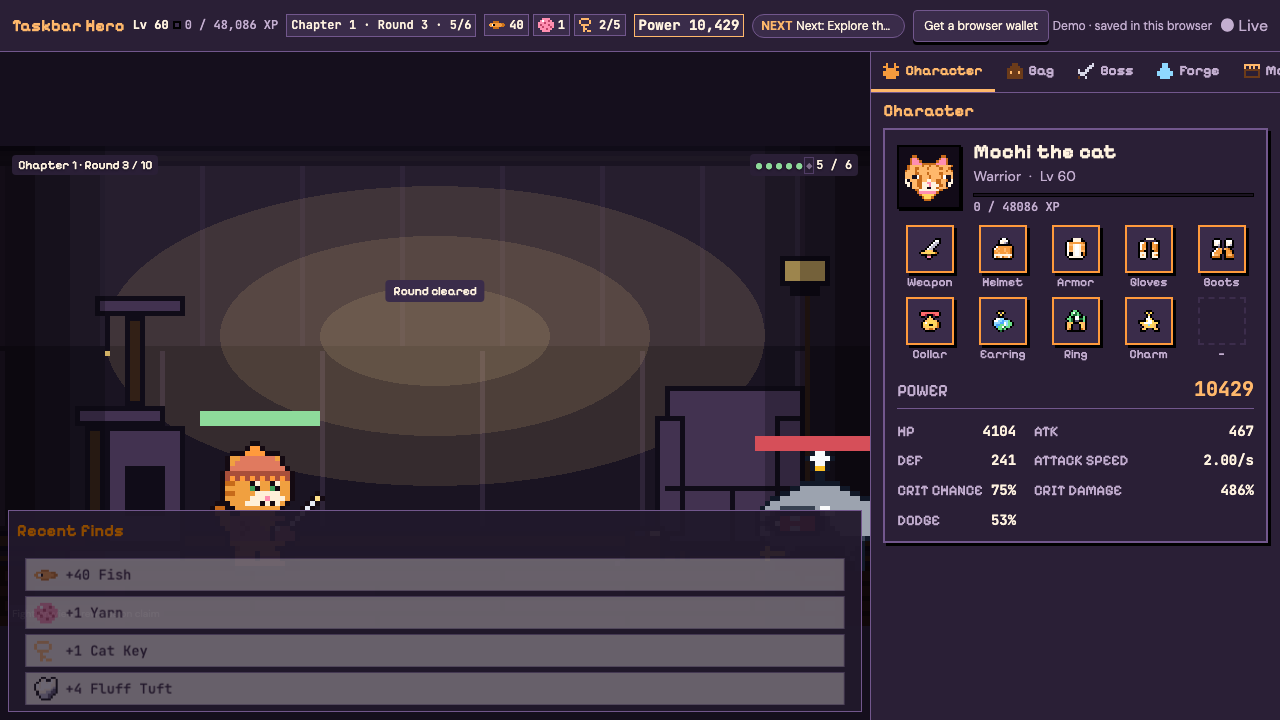 Taskbar Hero Lv 60 0 / 48,086 XP Chapter 1 · Round 3 · 5/6 40 1 2/5 Power 10,429 NEXT Next: Explore th… Get a browser wallet Demo · saved in this browser Live
Character Bag Boss Forge
Character
Mochi the cat
Warrior · Lv 60
0 / 48086 XP
Weapon Helmet Armor Gloves Boots
Collar Earring Ring Charm –
POWER 10429
HP 4104 ATK 467
DEF 241 ATTACK SPEED 2.00/s
CRIT CHANCE 75% CRIT DAMAGE 486%
DODGE 53%
Chapter 1 · Round 3 / 10 5 / 6
Round cleared
Recent Finds
+40 Fish
+1 Yarn
+1 Cat Key
+4 Fluff Tuft